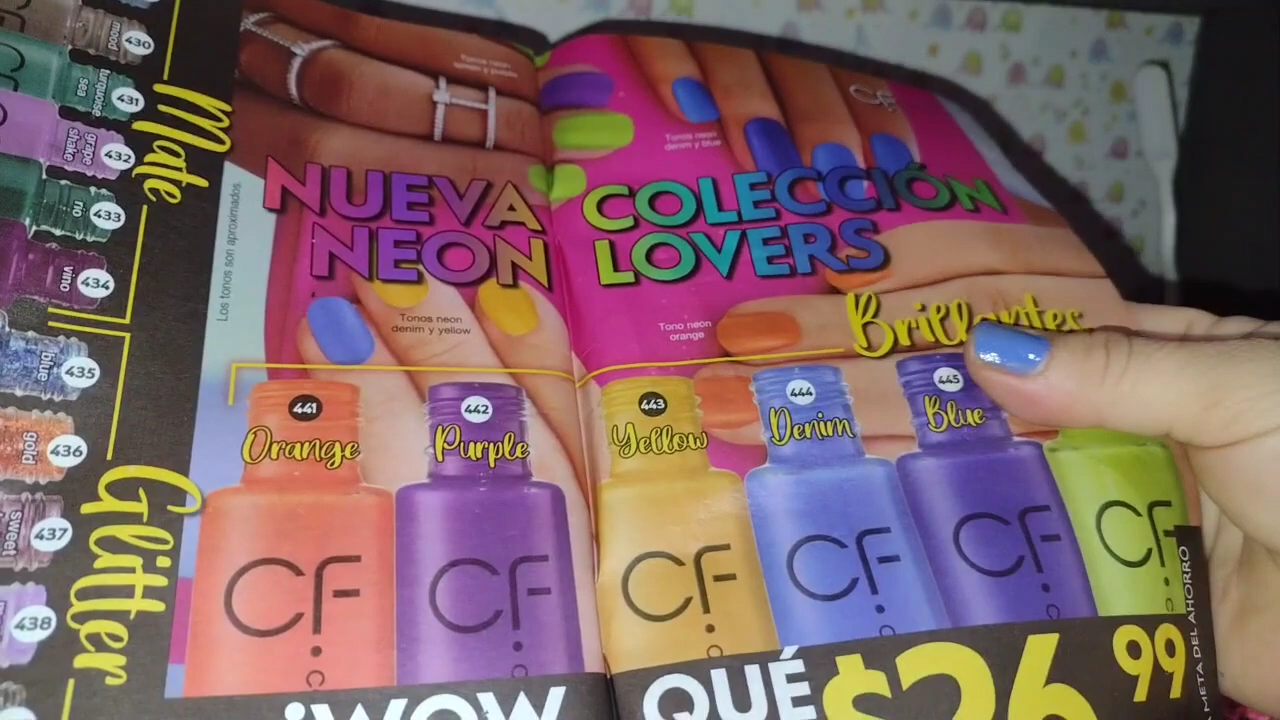 430
mood
431
turquoise
sea
432
grape
shake
433
rio
434
vino
Mate
435
blue
436
gold
437
sweet
438
Glitter
Los tonos son aproximados.
NUEVA COLECCIÓN
NEON LOVERS
Tonos neon
denim y blue
Tonos neon
denim y yellow
Tono neon
orange
Brillantes
441
Orange
442
Purple
443
Yellow
444
Denim
445
Blue
CF.
CF.
CF.
CF.
CF.
CF
¡WOW
QUÉ
$26 99
META DEL AHORRO